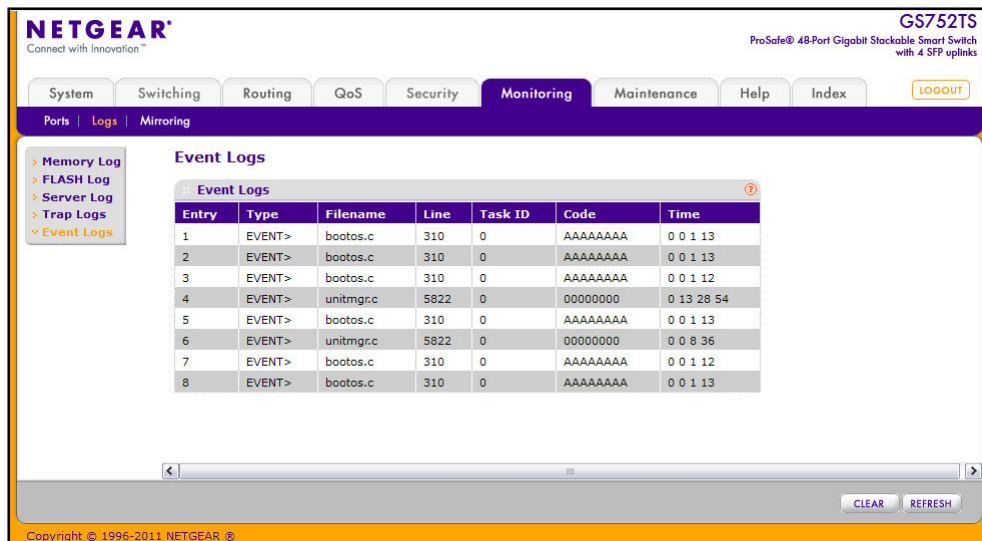 NETGEAR®
Connect with Innovation™
GS752TS
ProSafe® 48-Port Gigabit Stackable Smart Switch
with 4 SFP uplinks
System Switching Routing QoS Security Monitoring Maintenance Help Index LOGOUT
Ports | Logs | Mirroring
Memory Log
FLASH Log
Server Log
Trap Logs
Event Logs
Event Logs
Event Logs ?
Entry Type Filename Line Task ID Code Time
1 EVENT> bootos.c 310 0 AAAAAAAA 0 0 1 13
2 EVENT> bootos.c 310 0 AAAAAAAA 0 0 1 13
3 EVENT> bootos.c 310 0 AAAAAAAA 0 0 1 12
4 EVENT> unitmgr.c 5822 0 00000000 0 13 28 54
5 EVENT> bootos.c 310 0 AAAAAAAA 0 0 1 13
6 EVENT> unitmgr.c 5822 0 00000000 0 0 8 36
7 EVENT> bootos.c 310 0 AAAAAAAA 0 0 1 12
8 EVENT> bootos.c 310 0 AAAAAAAA 0 0 1 13
CLEAR REFRESH
Copyright © 1996-2011 NETGEAR ®